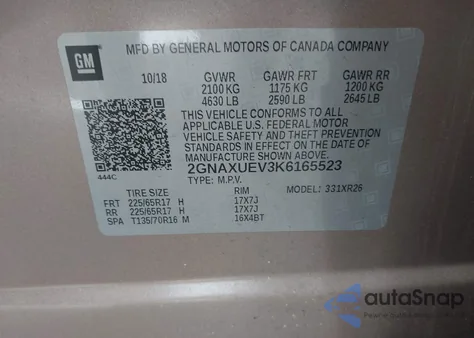 GM
MFD BY GENERAL MOTORS OF CANADA COMPANY
10/18 GVWR GAWR FRT GAWR RR
2100 KG 1175 KG 1200 KG
4630 LB 2590 LB 2645 LB
THIS VEHICLE CONFORMS TO ALL
APPLICABLE U.S. FEDERAL MOTOR
VEHICLE SAFETY AND THEFT PREVENTION
STANDARDS IN EFFECT ON THE DATE OF
MANUFACTURE SHOWN ABOVE.
2GNAXUEV3K6165523
444C TYPE: M.P.V. MODEL: 331XR26
TIRE SIZE RIM
FRT 225/65R17 H 17X7J
RR 225/65R17 H 17X7J
SPA T135/70R16 M 16X4BT
autoSnap